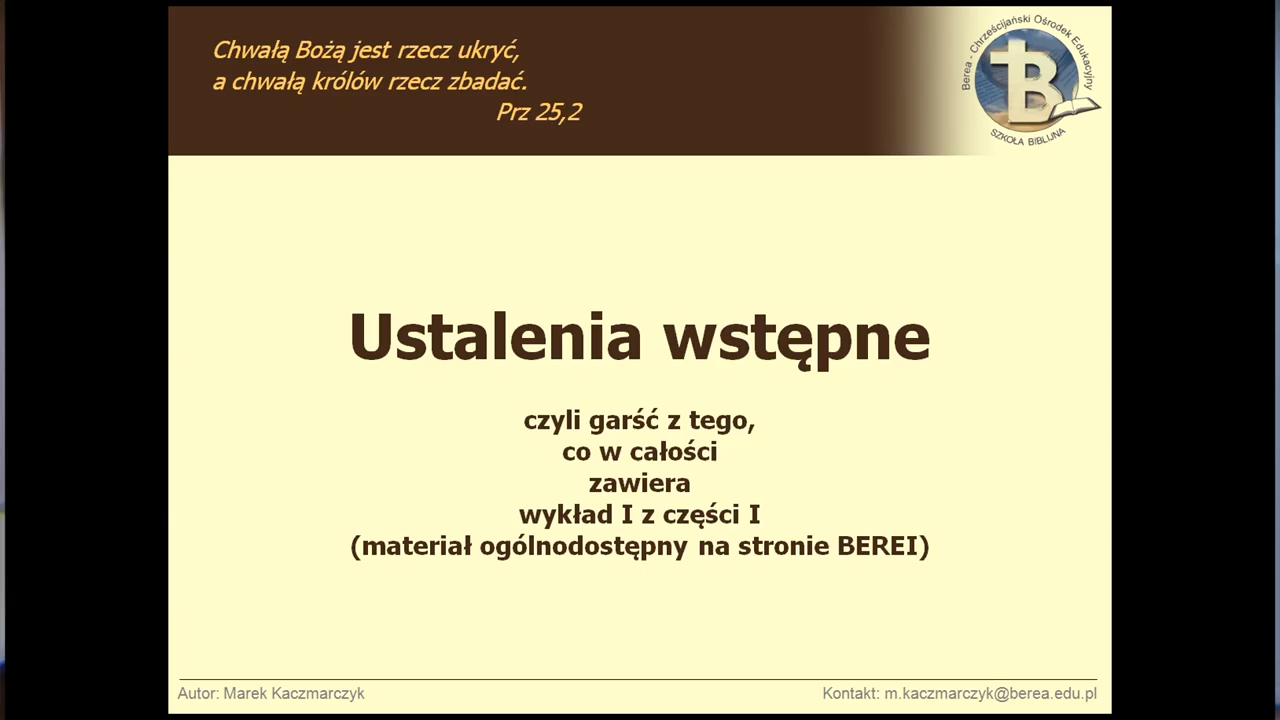 Chwałą Bożą jest rzecz ukryć,
a chwałą królów rzecz zbadać.
Prz 25,2
Berea - Chrześcijański Ośrodek Edukacyjny
B
SZKOŁA BIBLIJNA
Ustalenia wstępne
czyli garść z tego,
co w całości
zawiera
wykład I z części I
(materiał ogólnodostępny na stronie BEREI)
Autor: Marek Kaczmarczyk
Kontakt: m.kaczmarczyk@berea.edu.pl